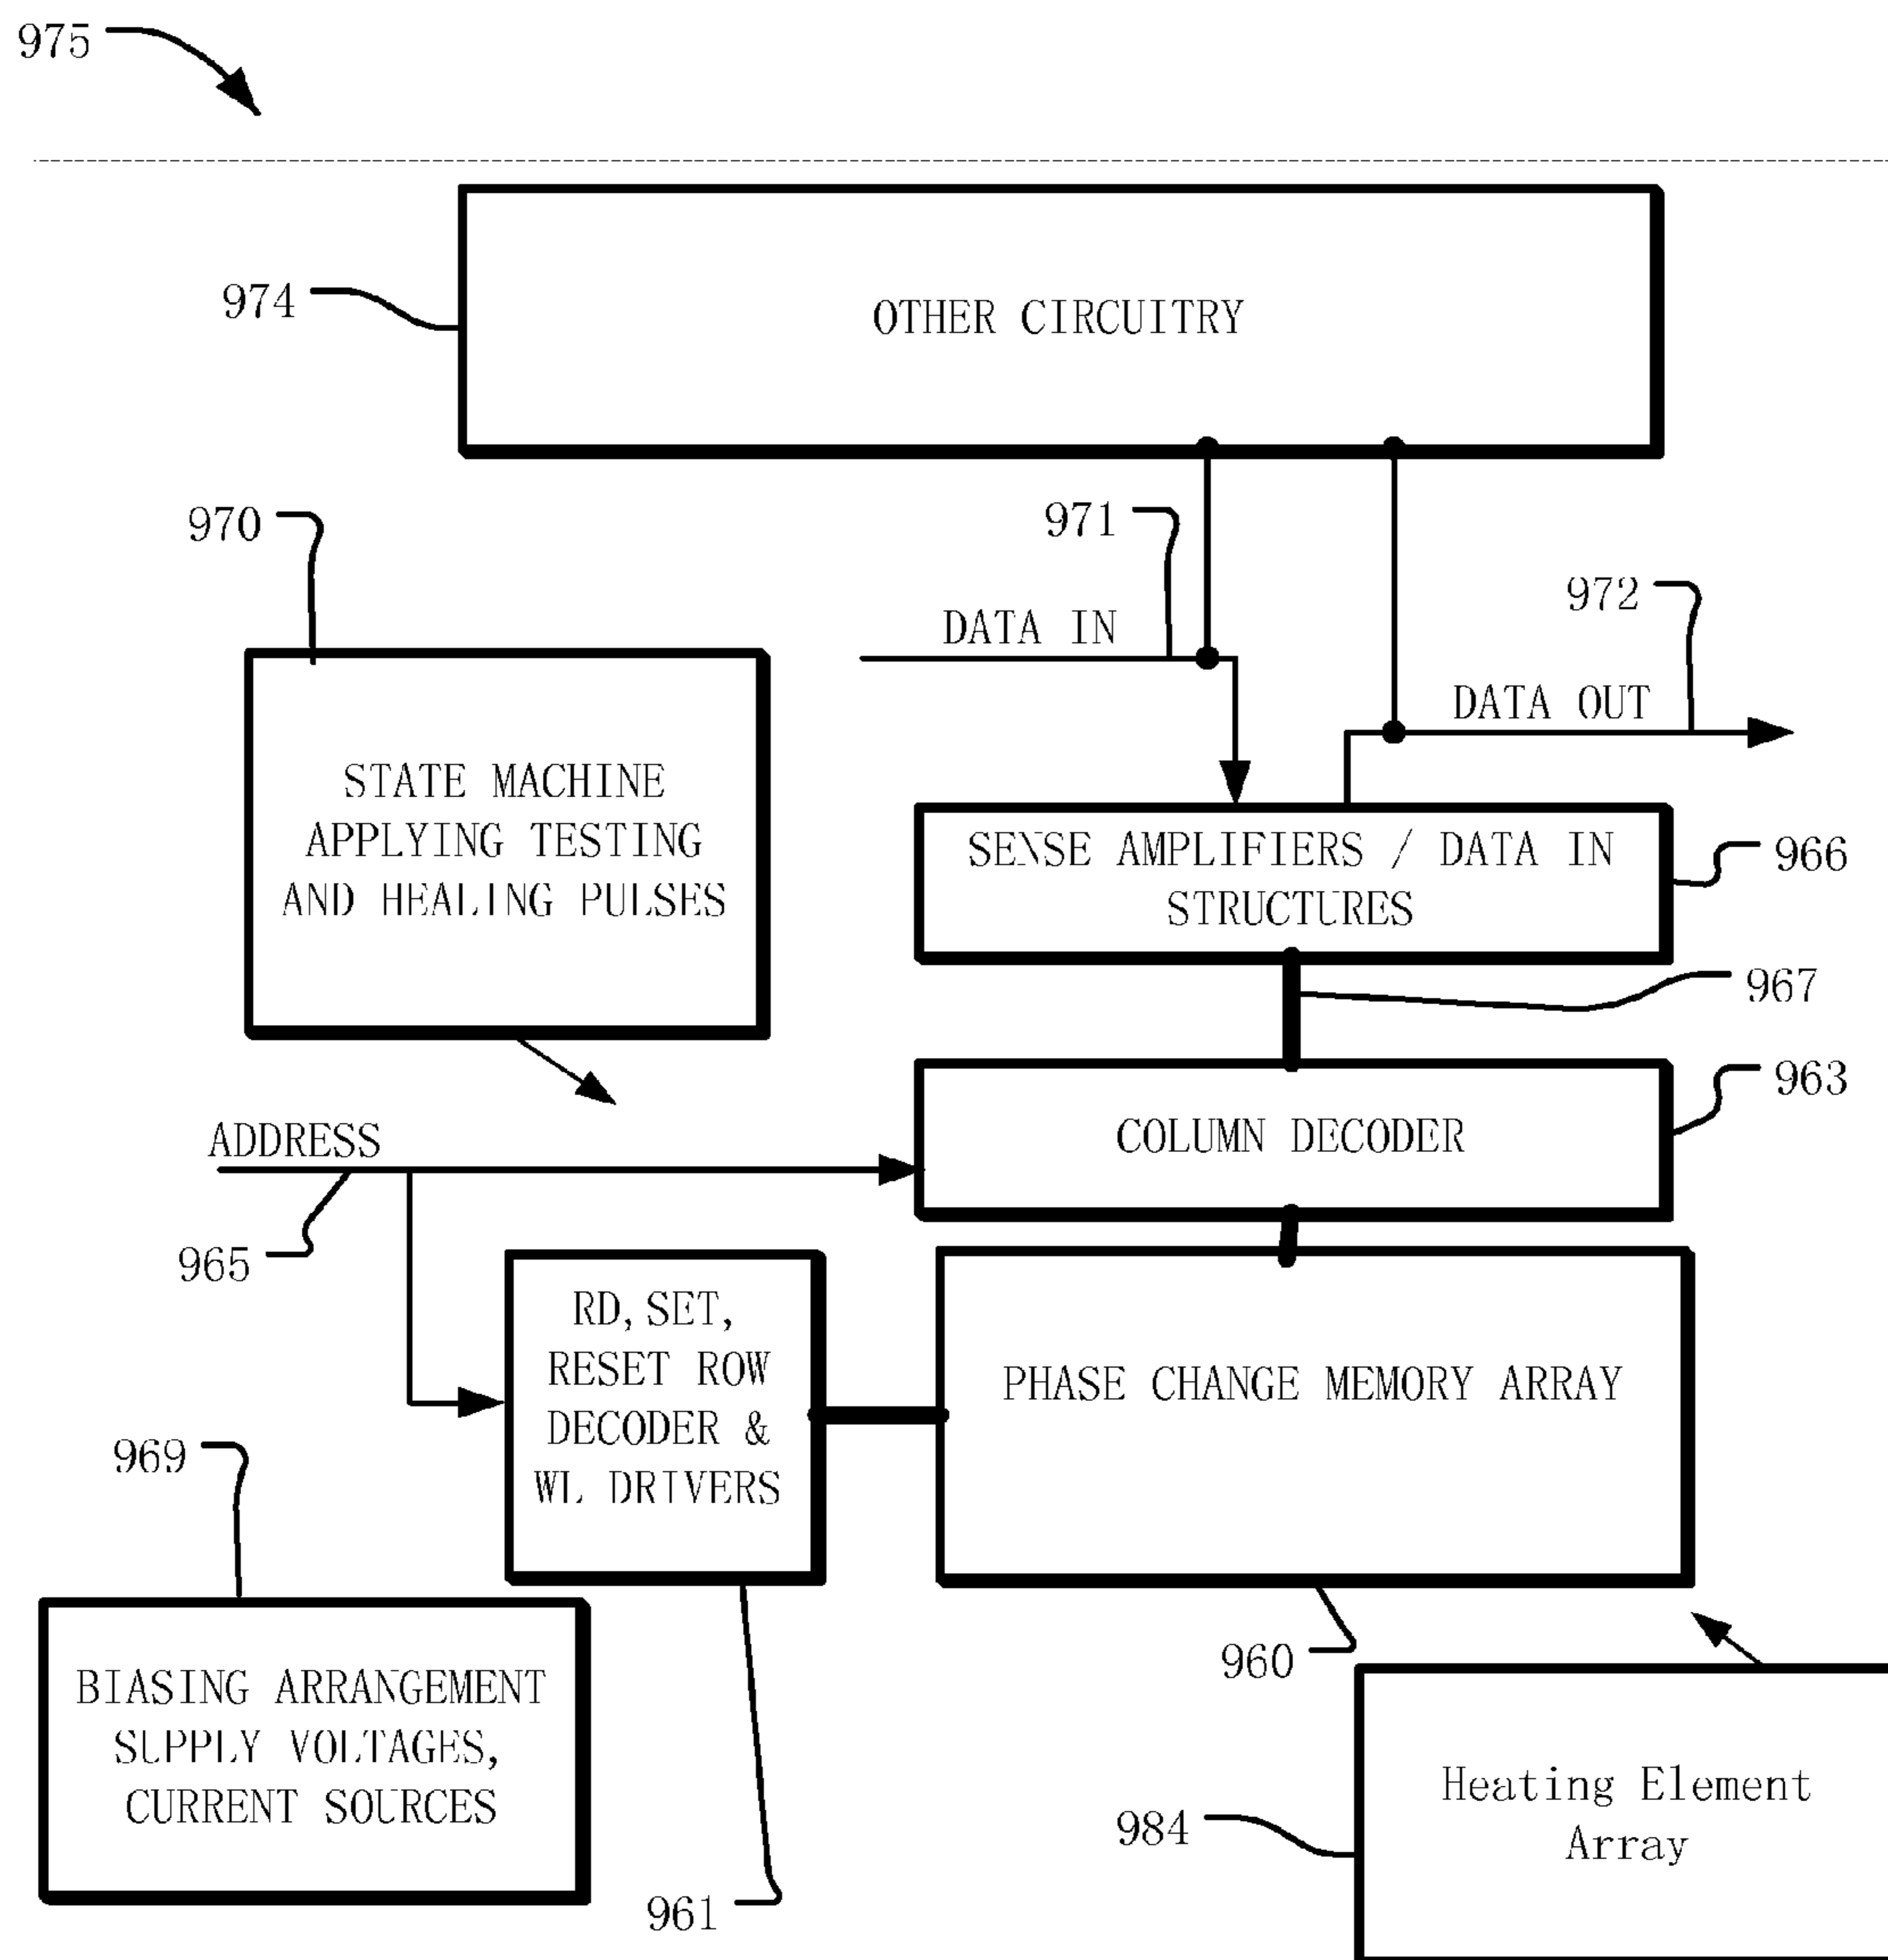 975
974
OTHER CIRCUITRY
970
971
972
DATA IN
DATA OUT
STATE MACHINE
APPLYING TESTING
AND HEALING PULSES
SENSE AMPLIFIERS / DATA IN
STRUCTURES
966
967
963
ADDRESS
COLUMN DECODER
965
RD, SET,
RESET ROW
DECODER &
WL DRIVERS
PHASE CHANGE MEMORY ARRAY
969
960
BIASING ARRANGEMENT
SUPPLY VOLTAGES,
CURRENT SOURCES
961
984
Heating Element
Array